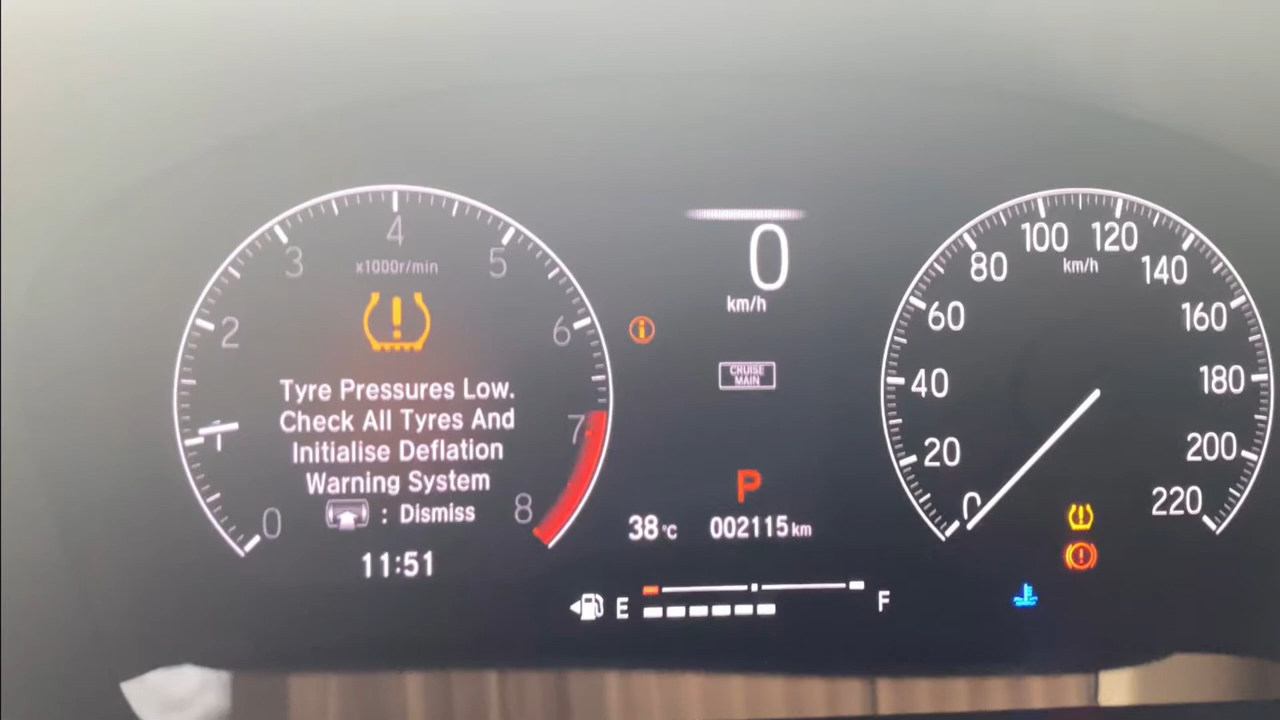 4
3
5
x1000r/min
2
6
Tyre Pressures Low.
Check All Tyres And
Initialise Deflation
Warning System
: Dismiss
1
7
0
8
11:51
0
km/h
CRUISE
MAIN
P
38°C
002115 km
E
F
100
120
80
km/h
140
60
160
40
180
20
200
0
220